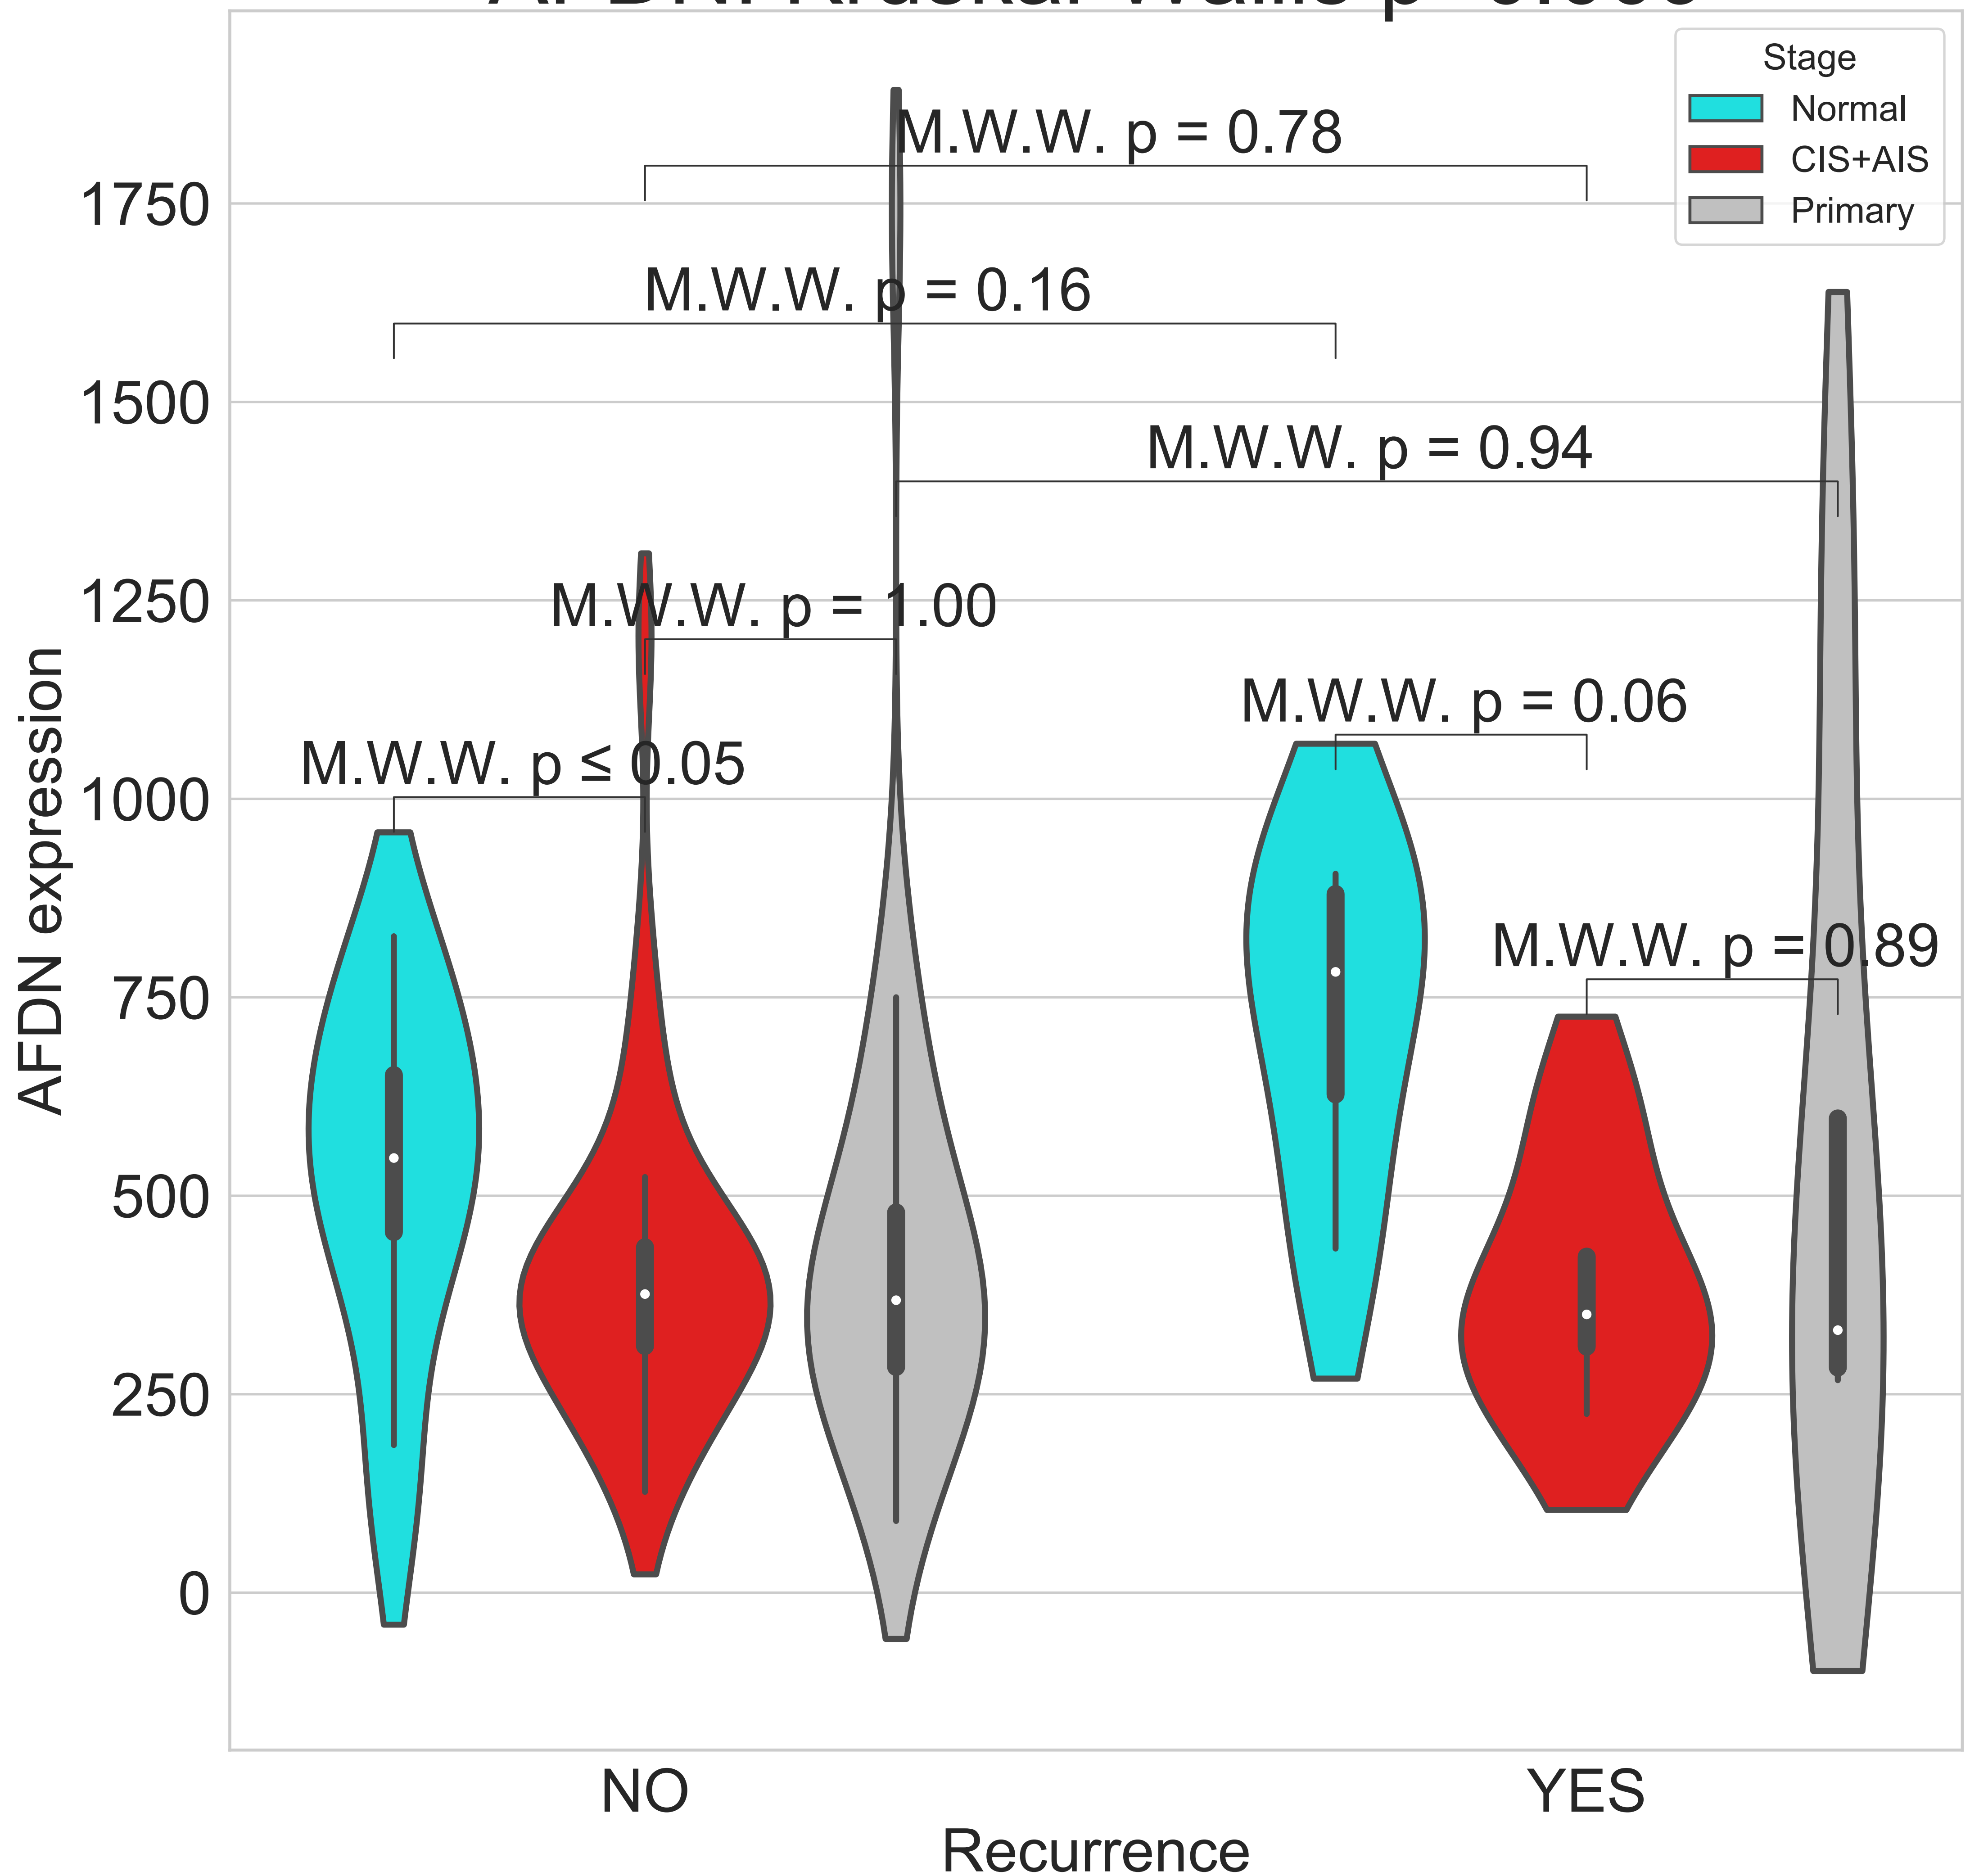 Stage
Normal
CIS+AIS
Primary
M.W.W. p = 0.78
M.W.W. p = 0.16
M.W.W. p = 0.94
M.W.W. p = 1.00
M.W.W. p = 0.06
M.W.W. p ≤ 0.05
M.W.W. p = 0.89
1750
1500
1250
1000
750
500
250
0
AFDN expression
NO
YES
Recurrence